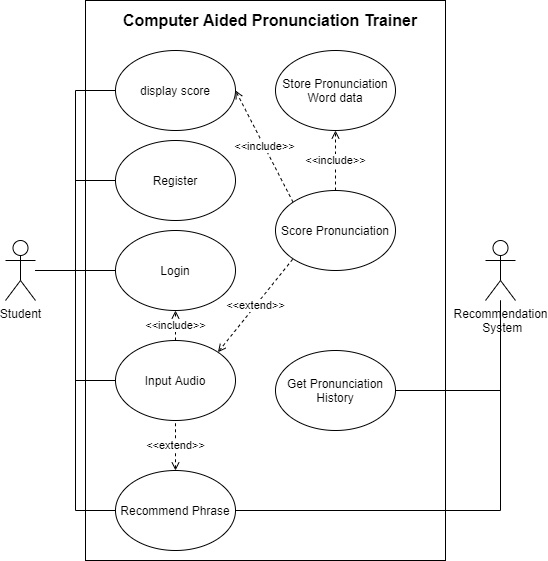 Computer Aided Pronunciation Trainer
display score
Store Pronunciation
Word data
<<include>>
<<include>>
Register
Score Pronunciation
Login
Student
Recommendation
System
<<extend>>
<<include>>
Input Audio
Get Pronunciation
History
<<extend>>
Recommend Phrase